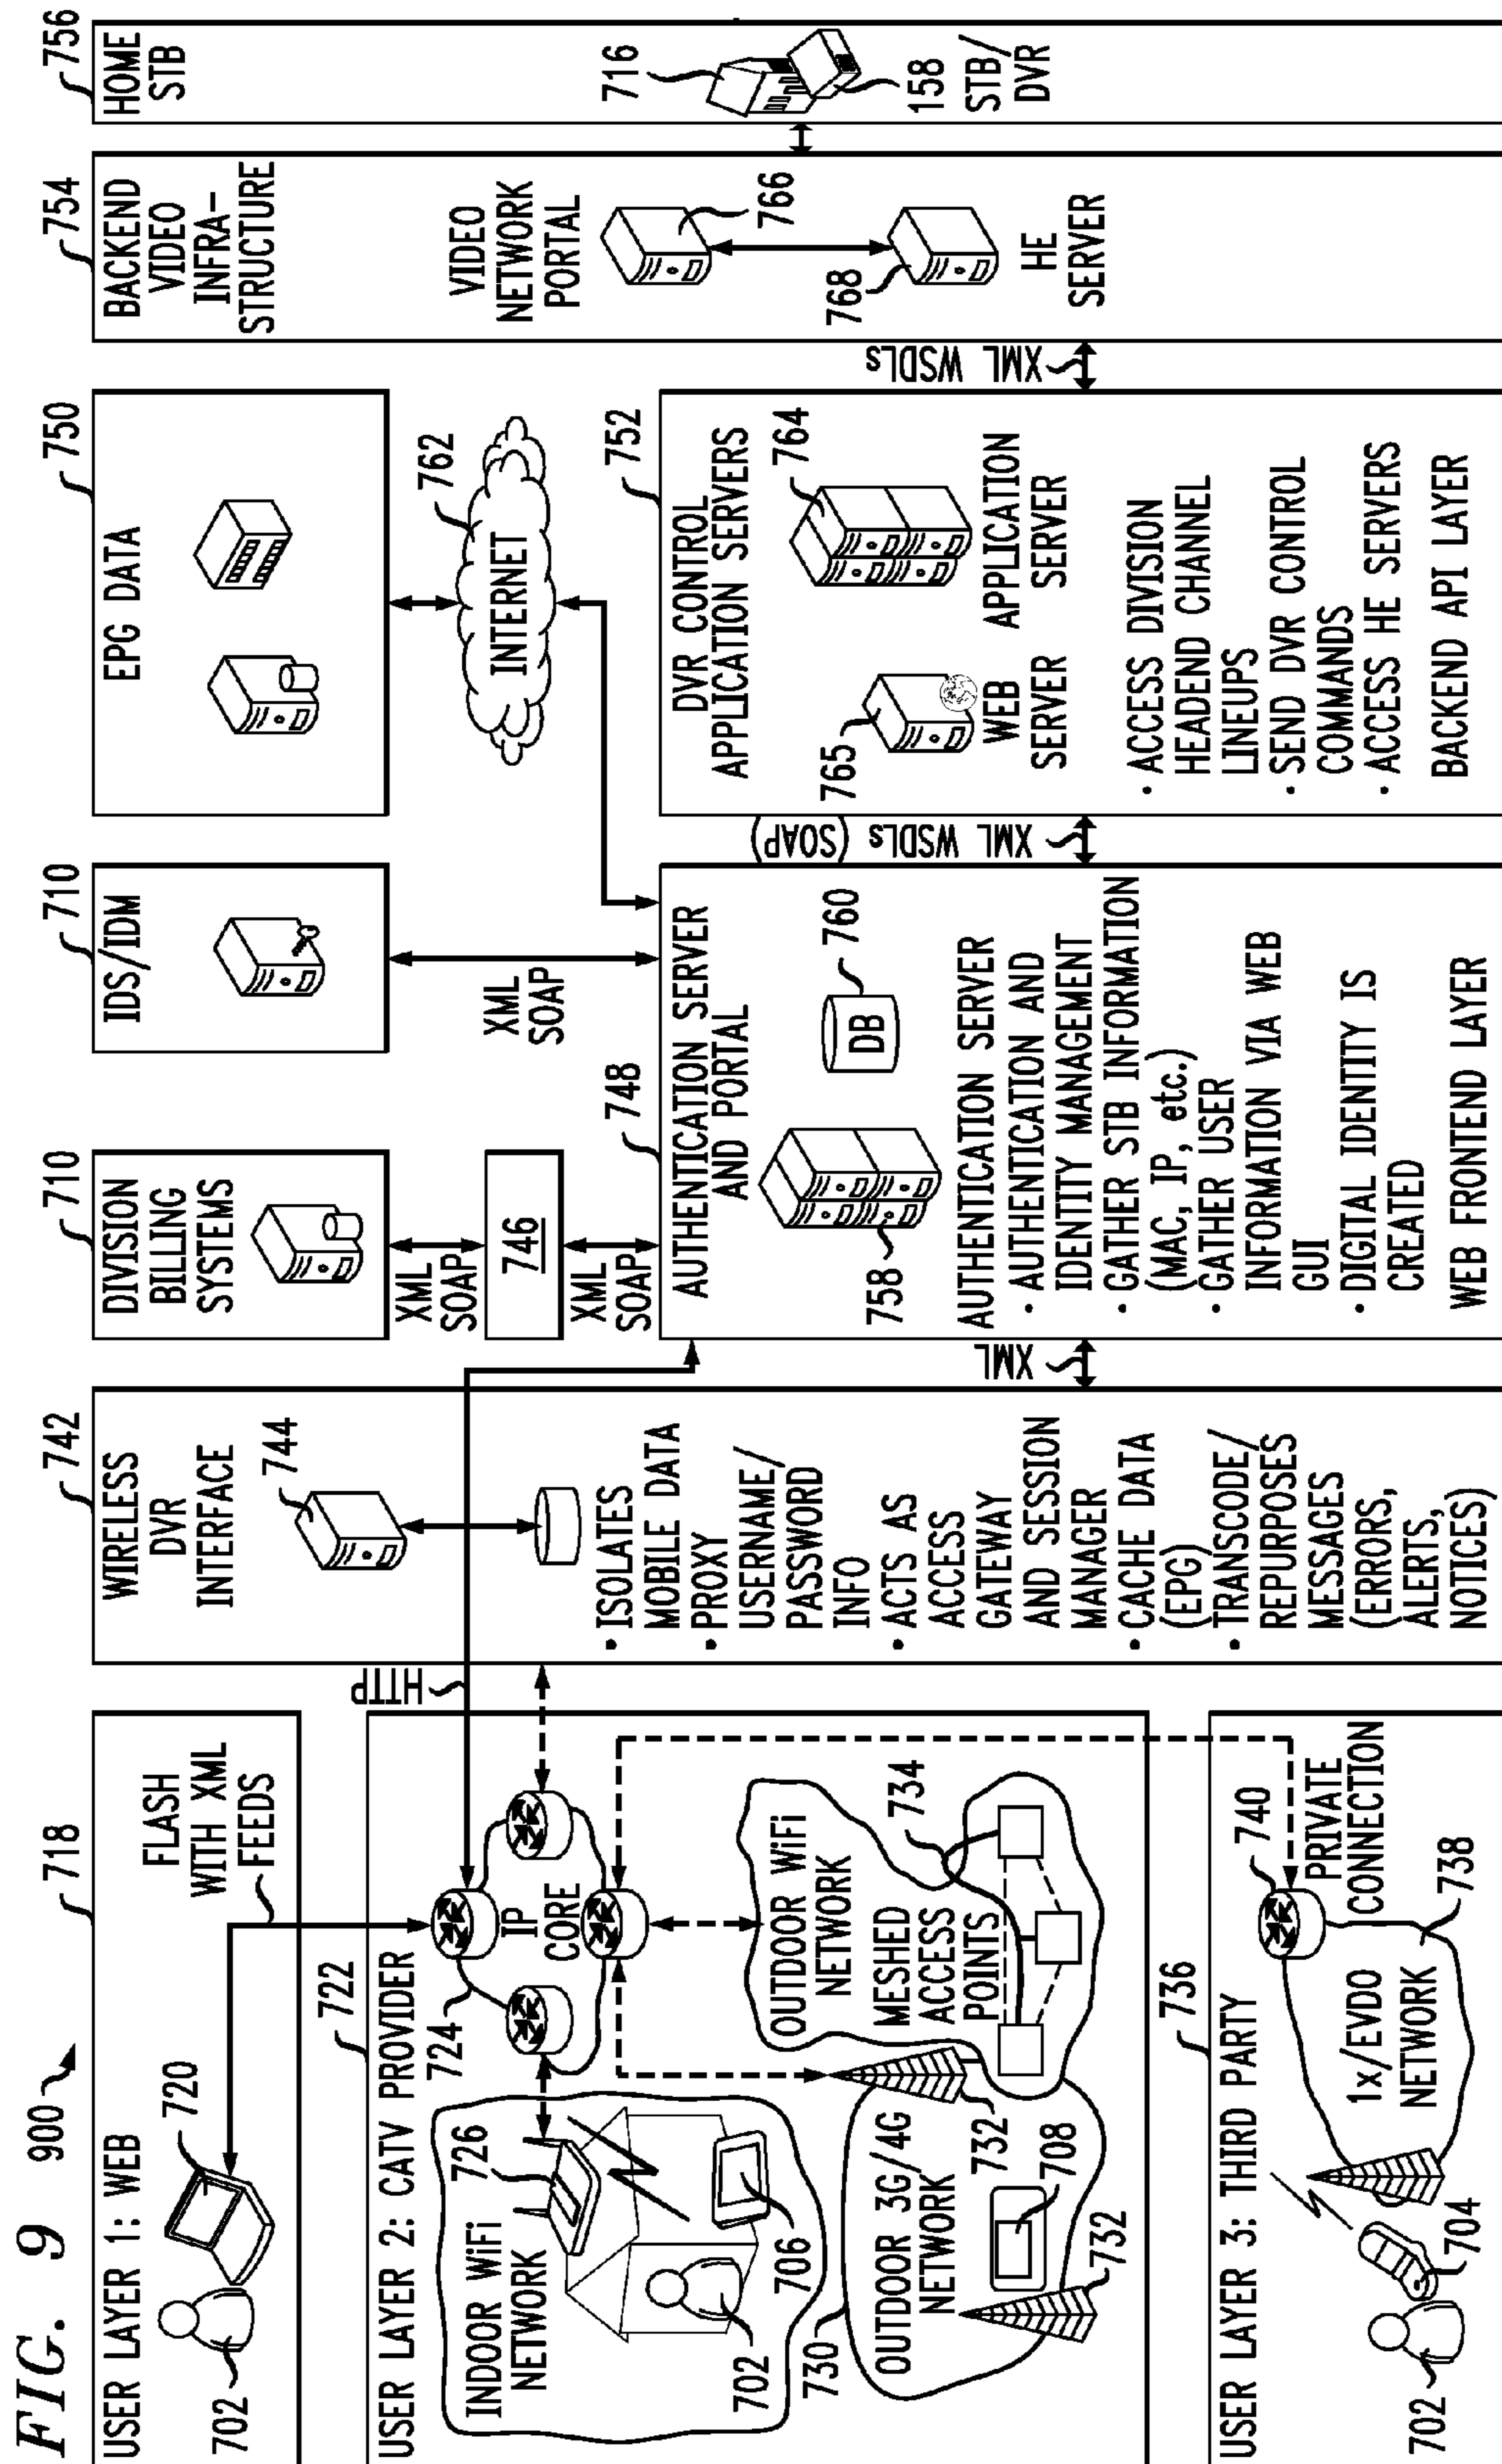 FIG. 9
900
718
USER LAYER 1: WEB
720
702
FLASH
WITH XML
FEEDS
722
USER LAYER 2: CATV PROVIDER
724
IP
CORE
INDOOR WiFi
NETWORK
726
702
706
730
OUTDOOR 3G/4G
NETWORK
732
708
732
OUTDOOR WiFi
NETWORK
MESHED
ACCESS
POINTS
734
736
USER LAYER 3: THIRD PARTY
740
PRIVATE
CONNECTION
738
1x/EVDO
NETWORK
704
702
HTTP
742
WIRELESS
DVR
INTERFACE
744
• ISOLATES
MOBILE DATA
• PROXY
USERNAME/
PASSWORD
INFO
• ACTS AS
ACCESS
GATEWAY
AND SESSION
MANAGER
• CACHE DATA
(EPG)
• TRANSCODE/
REPURPOSES
MESSAGES
(ERRORS,
ALERTS,
NOTICES)
XML
710
DIVISION
BILLING
SYSTEMS
XML
SOAP
746
XML
SOAP
710
IDS/IDM
XML
SOAP
748
AUTHENTICATION SERVER
AND PORTAL
758
DB
760
AUTHENTICATION SERVER
• AUTHENTICATION AND
IDENTITY MANAGEMENT
• GATHER STB INFORMATION
(MAC, IP, etc.)
• GATHER USER
INFORMATION VIA WEB
GUI
• DIGITAL IDENTITY IS
CREATED
WEB FRONTEND LAYER
XML WSDLs (SOAP)
750
EPG DATA
762
INTERNET
752
DVR CONTROL
APPLICATION SERVERS
764
765
WEB
SERVER
APPLICATION
SERVER
• ACCESS DIVISION
HEADEND CHANNEL
LINEUPS
• SEND DVR CONTROL
COMMANDS
• ACCESS HE SERVERS
BACKEND API LAYER
XML WSDLs
754
BACKEND
VIDEO
INFRA-
STRUCTURE
VIDEO
NETWORK
PORTAL
766
768
HE
SERVER
756
HOME
STB
716
158
STB/
DVR